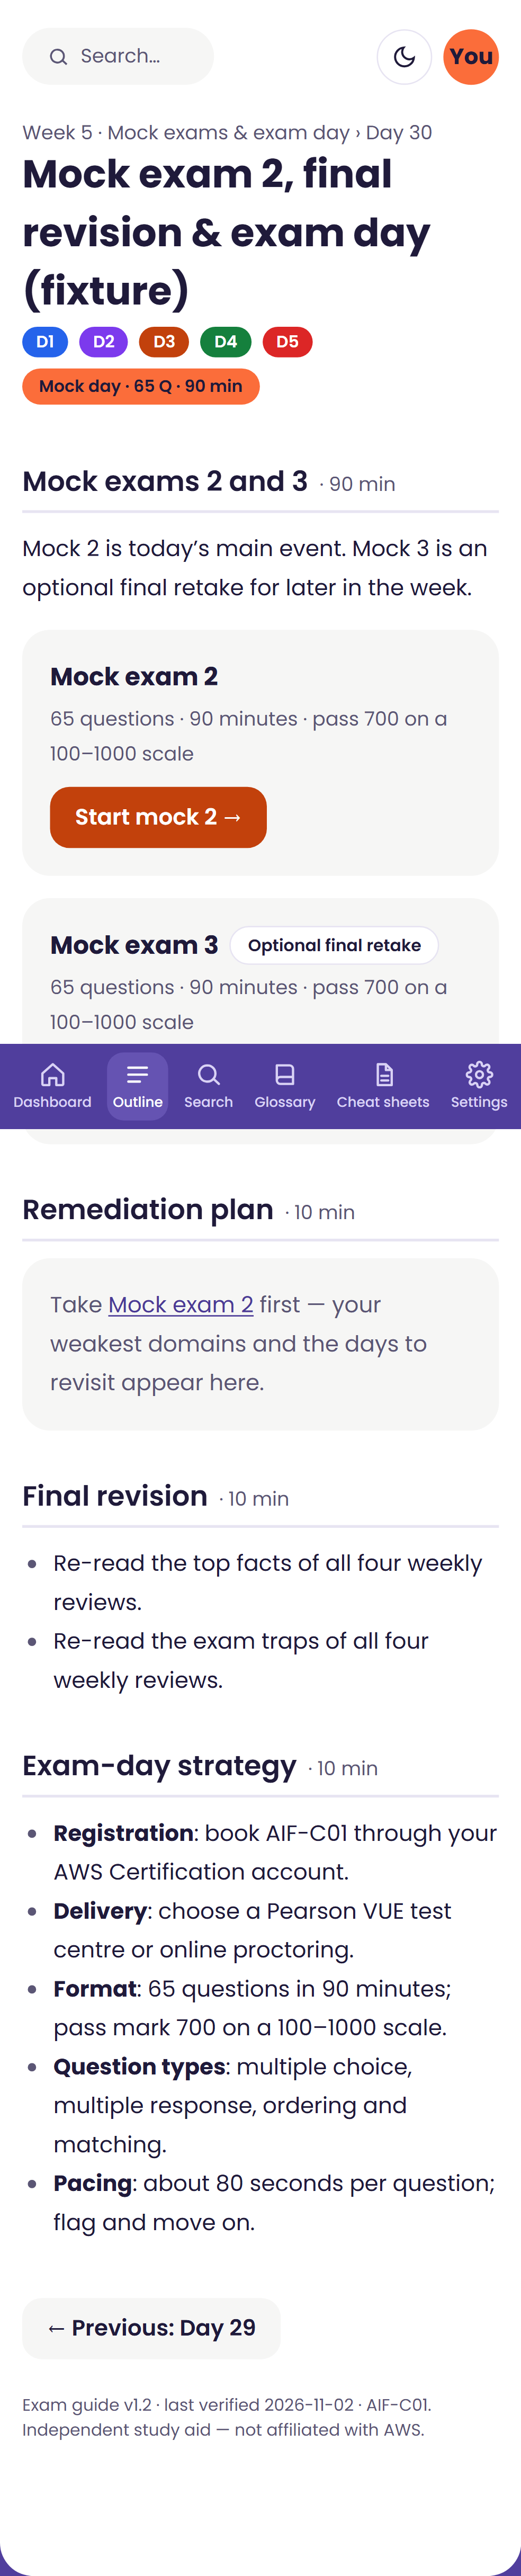 Search...
You
Week 5 · Mock exams & exam day › Day 30
Mock exam 2, final
revision & exam day
(fixture)
D1 D2 D3 D4 D5
Mock day · 65 Q · 90 min
Mock exams 2 and 3 · 90 min
Mock 2 is today’s main event. Mock 3 is an
optional final retake for later in the week.
Mock exam 2
65 questions · 90 minutes · pass 700 on a
100–1000 scale
Start mock 2 →
Mock exam 3 Optional final retake
65 questions · 90 minutes · pass 700 on a
100–1000 scale
Dashboard Outline Search Glossary Cheat sheets Settings
Remediation plan · 10 min
Take Mock exam 2 first — your
weakest domains and the days to
revisit appear here.
Final revision · 10 min
Re-read the top facts of all four weekly
reviews.
Re-read the exam traps of all four
weekly reviews.
Exam-day strategy · 10 min
Registration: book AIF-C01 through your
AWS Certification account.
Delivery: choose a Pearson VUE test
centre or online proctoring.
Format: 65 questions in 90 minutes;
pass mark 700 on a 100–1000 scale.
Question types: multiple choice,
multiple response, ordering and
matching.
Pacing: about 80 seconds per question;
flag and move on.
← Previous: Day 29
Exam guide v1.2 · last verified 2026-11-02 · AIF-C01.
Independent study aid — not affiliated with AWS.